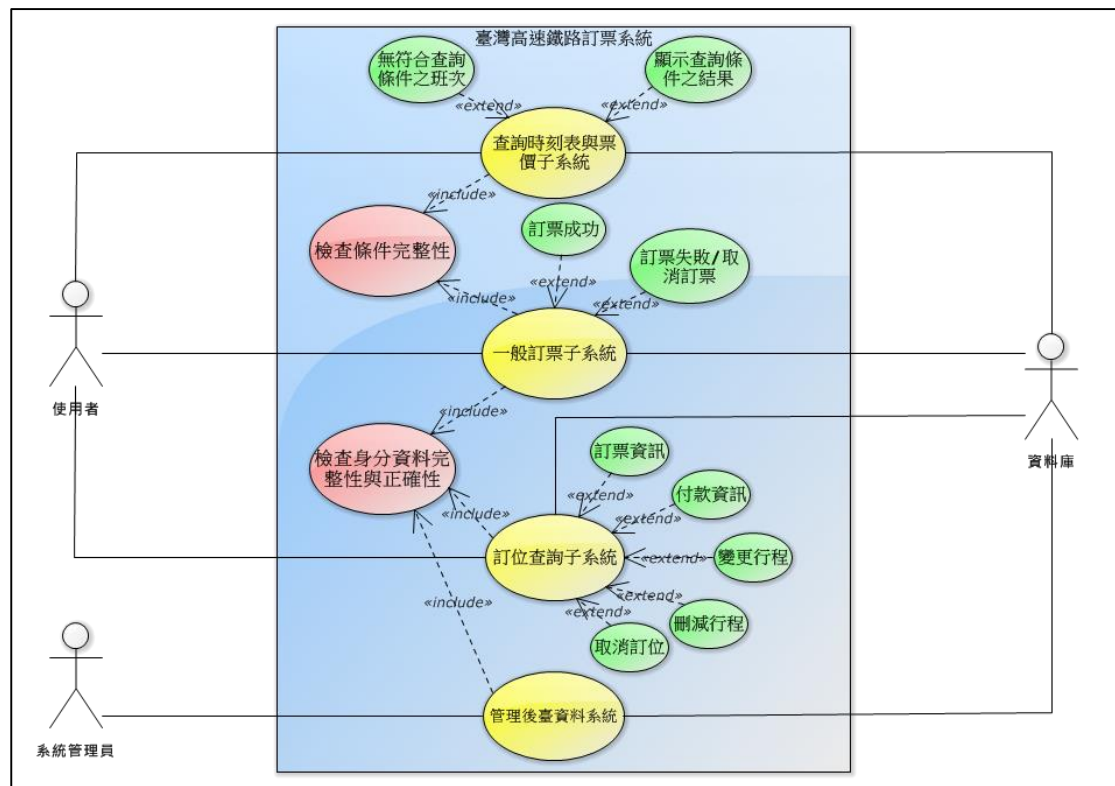 臺灣高速鐵路訂票系統
無符合查詢
條件之班次
顯示查詢條
件之結果
«extend»
«extend»
查詢時刻表與票
價子系統
«include»
訂票成功
檢查條件完整性
訂票失敗/取
消訂票
«extend»
«extend»
«include»
一般訂票子系統
使用者
«include»
檢查身分資料完
整性與正確性
訂票資訊
資料庫
«extend»
付款資訊
«include»
«extend»
訂位查詢子系統
«extend»
變更行程
«extend»
«include»
«extend»
刪減行程
取消訂位
管理後臺資料系統
系統管理員